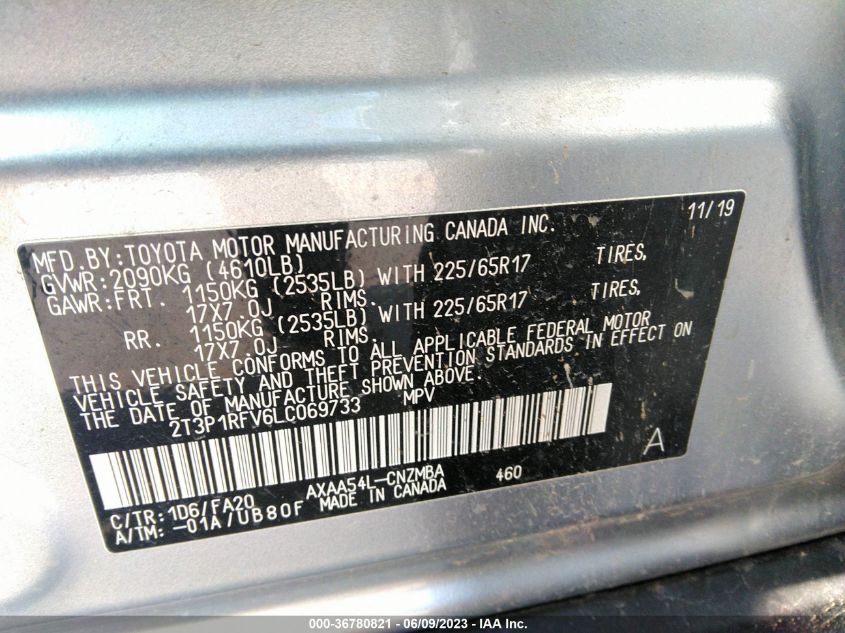 11/19
MFD.BY:TOYOTA MOTOR MANUFACTURING CANADA INC.
GVWR:2090KG (4610LB)
GAWR:FRT. 1150KG (2535LB) WITH 225/65R17 TIRES,
17X7.0J RIMS.
RR. 1150KG (2535LB) WITH 225/65R17 TIRES,
17X7.0J RIMS.
THIS VEHICLE CONFORMS TO ALL APPLICABLE FEDERAL MOTOR
VEHICLE SAFETY AND THEFT PREVENTION STANDARDS IN EFFECT ON
THE DATE OF MANUFACTURE SHOWN ABOVE.
2T3P1RFV6LC069733 MPV
A
C/TR:1D6/FA20 AXAA54L-CNZMBA 460
A/TM:-01A/UB80F MADE IN CANADA
000-36780821 - 06/09/2023 - IAAI.com